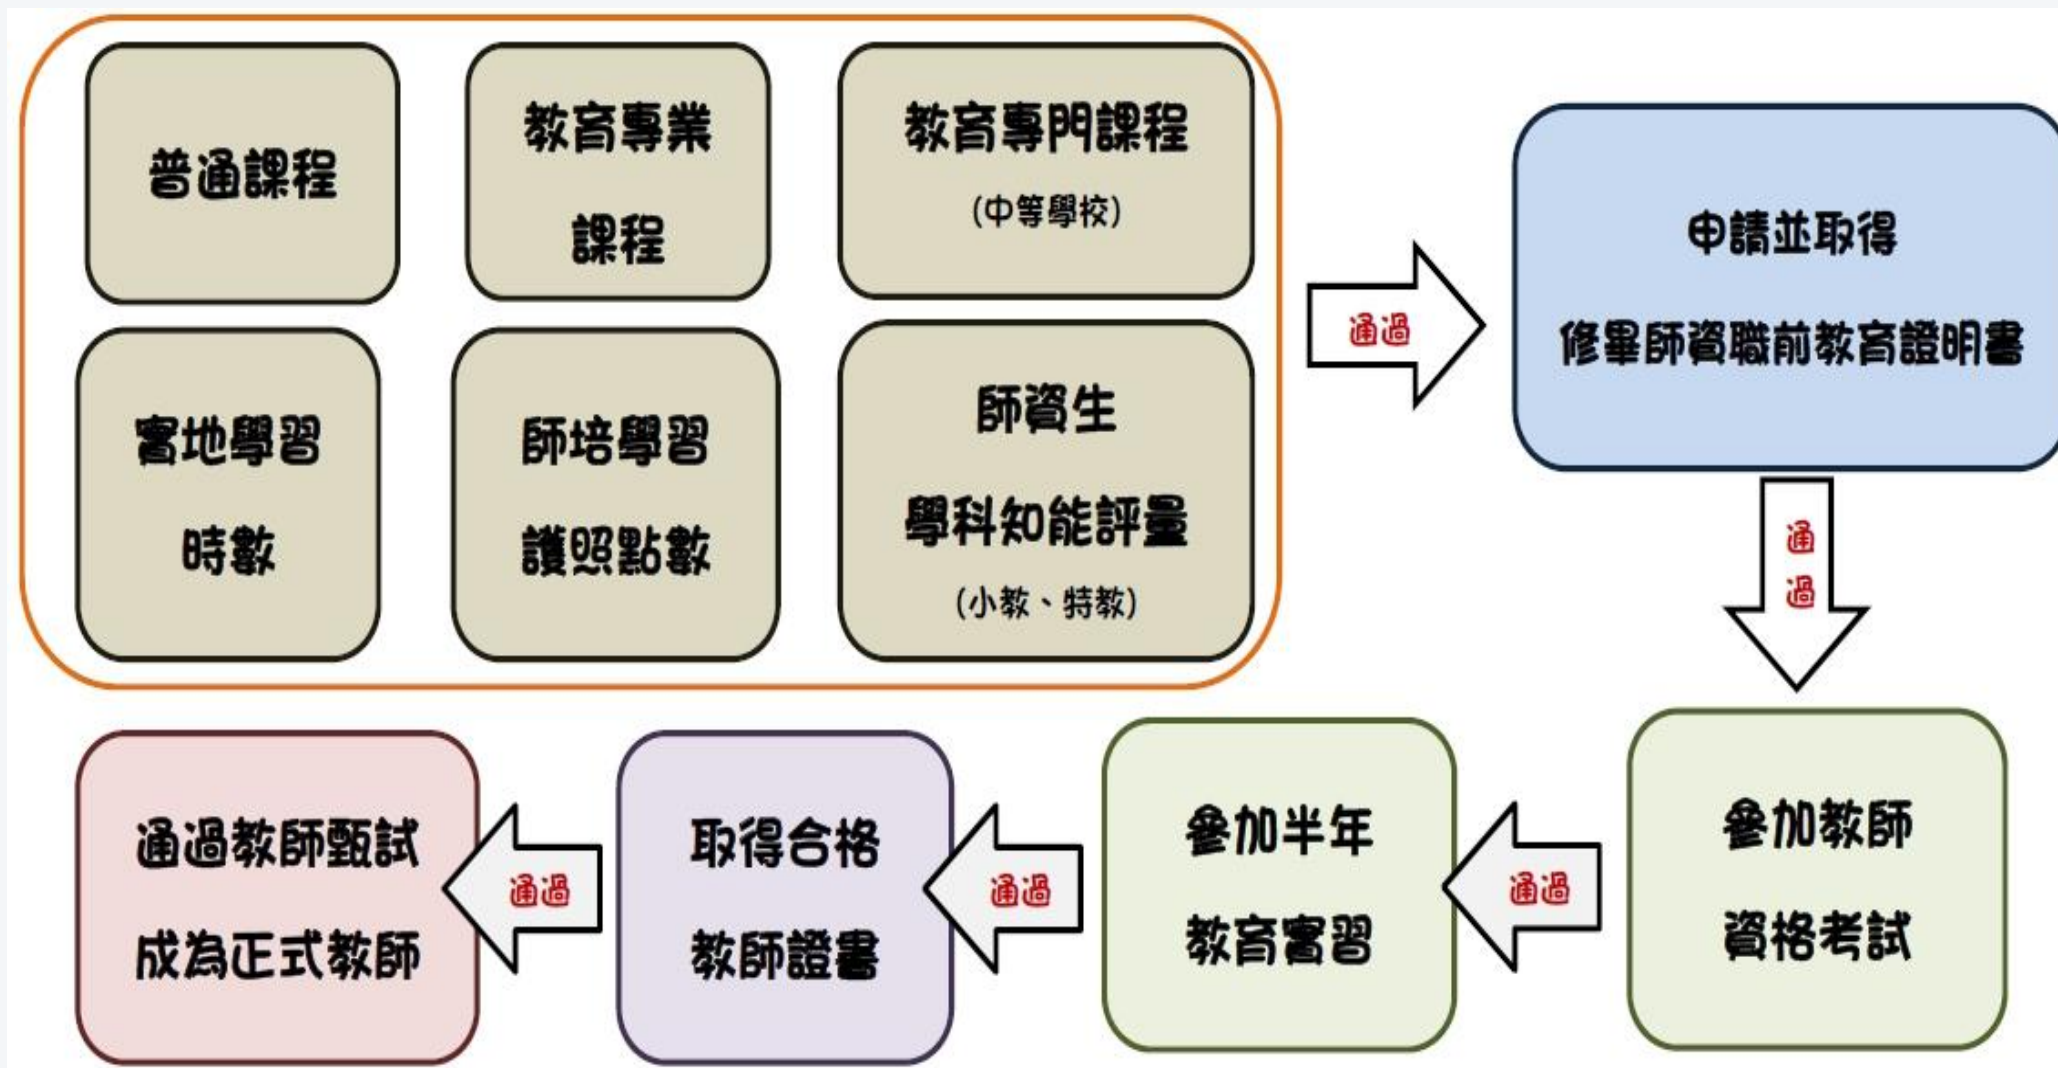 普通課程
教育專業
課程
教育專門課程
(中等學校)
實地學習
時數
師培學習
護照點數
師資生
學科知能評量
(小教、特教)
通過
申請並取得
修畢師資職前教育證明書
通
過
參加教師
資格考試
通過
參加半年
教育實習
通過
取得合格
教師證書
通過
通過教師甄試
成為正式教師